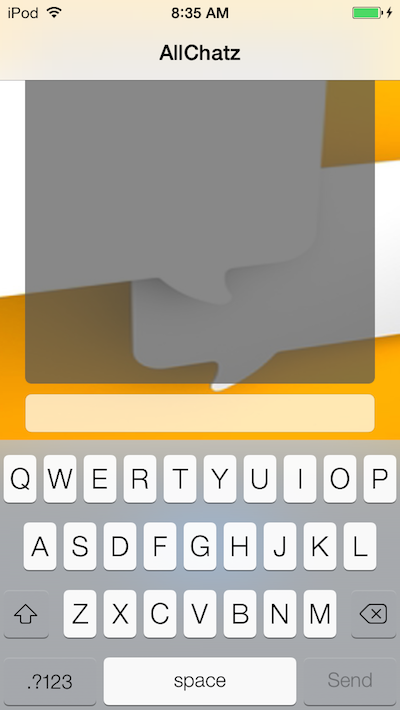 iPod 8:35 AM
AllChatz
Q W E R T Y U I O P
A S D F G H J K L
Z X C V B N M
.?123 space Send